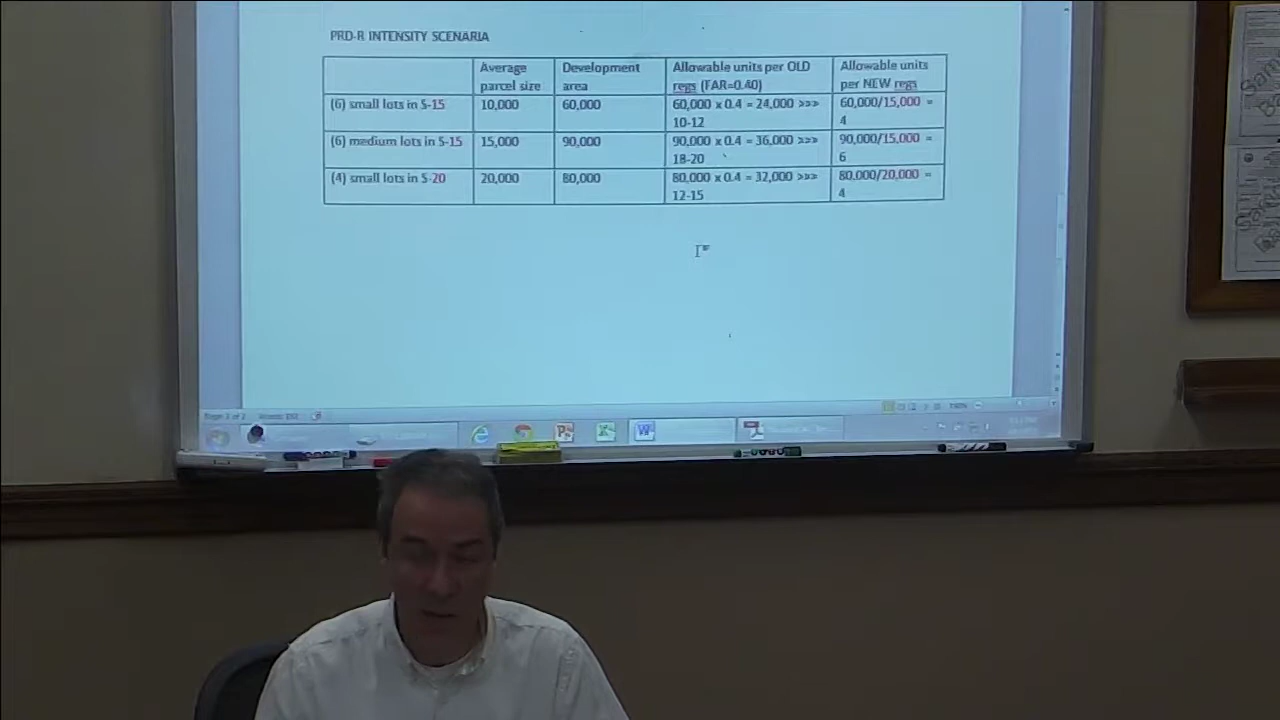 PRD-R INTENSITY SCENARIA
Average
parcel size
Development
area
Allowable units per OLD
regs (FAR=0.40)
Allowable units
per NEW regs
(6) small lots in S-15
10,000
60,000
60,000 x 0.4 = 24,000 >>>
10-12
60,000/15,000 =
4
(6) medium lots in S-15
15,000
90,000
90,000 x 0.4 = 36,000 >>>
18-20
90,000/15,000 =
6
(4) small lots in S-20
20,000
80,000
80,000 x 0.4 = 32,000 >>>
12-15
80,000/20,000 =
4